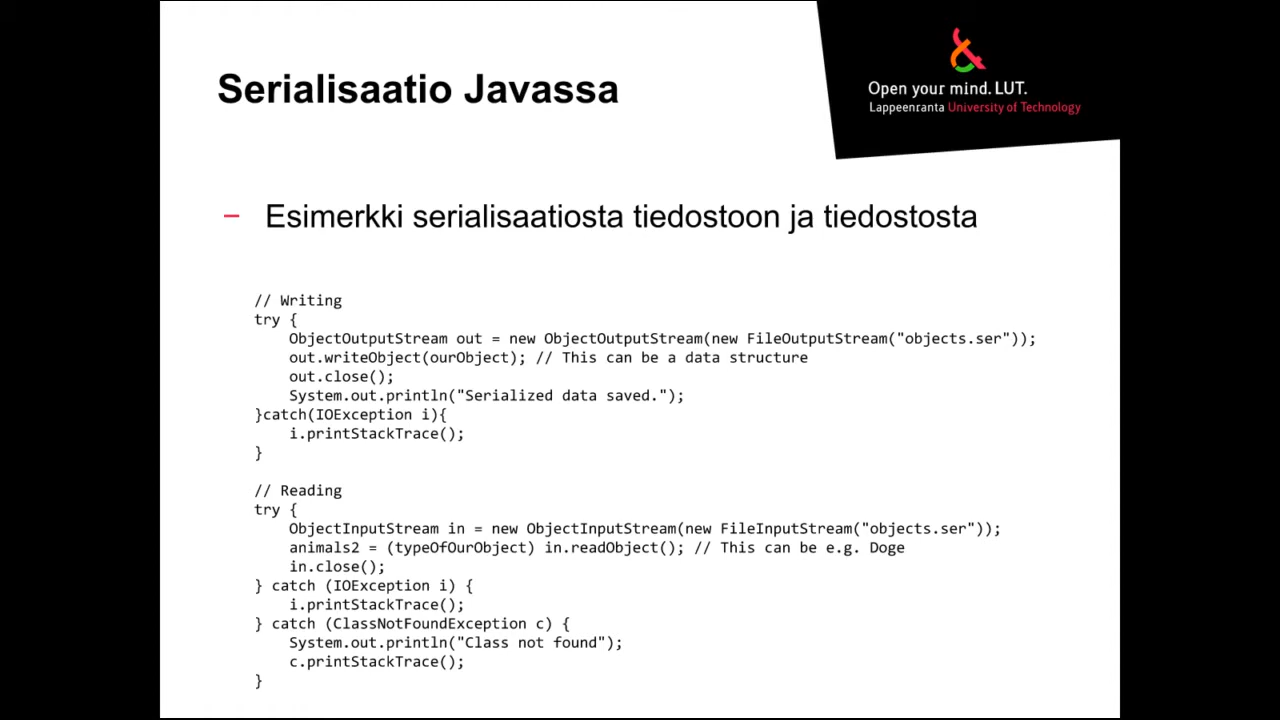 Serialisaatio Javassa
Open your mind. LUT.
Lappeenranta University of Technology
– Esimerkki serialisaatiosta tiedostoon ja tiedostosta
// Writing
try {
    ObjectOutputStream out = new ObjectOutputStream(new FileOutputStream("objects.ser"));
    out.writeObject(ourObject); // This can be a data structure
    out.close();
    System.out.println("Serialized data saved.");
}catch(IOException i){
    i.printStackTrace();
}
// Reading
try {
    ObjectInputStream in = new ObjectInputStream(new FileInputStream("objects.ser"));
    animals2 = (typeOfOurObject) in.readObject(); // This can be e.g. Doge
    in.close();
} catch (IOException i) {
    i.printStackTrace();
} catch (ClassNotFoundException c) {
    System.out.println("Class not found");
    c.printStackTrace();
}